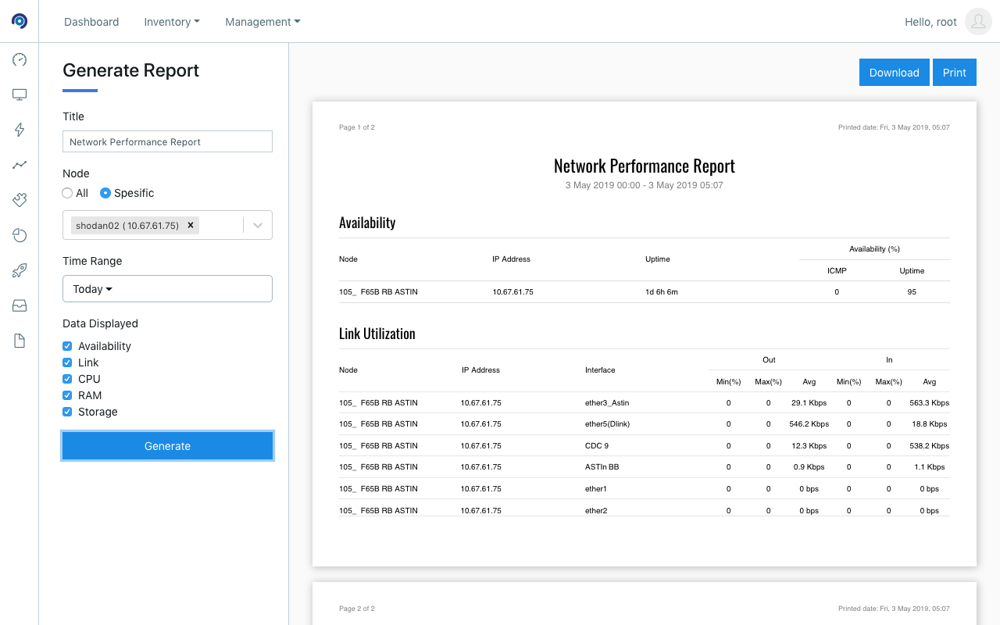 Dashboard Inventory Management Hello, root
Generate Report
Title
Network Performance Report
Node
All Spesific
shodan02 (10.67.61.75) ×
Time Range
Today
Data Displayed
Availability
Link
CPU
RAM
Storage
Generate
Download Print
Page 1 of 2 Printed date: Fri, 3 May 2019, 05:07
Network Performance Report
3 May 2019 00:00 - 3 May 2019 05:07
Availability
Node IP Address Uptime Availability (%)
ICMP Uptime
105_ F65B RB ASTIN 10.67.61.75 1d 6h 6m 0 95
Link Utilization
Node IP Address Interface Out In
Min(%) Max(%) Avg Min(%) Max(%) Avg
105_ F65B RB ASTIN 10.67.61.75 ether3_Astin 0 0 29.1 Kbps 0 0 563.3 Kbps
105_ F65B RB ASTIN 10.67.61.75 ether5(Dlink) 0 0 546.2 Kbps 0 0 18.8 Kbps
105_ F65B RB ASTIN 10.67.61.75 CDC 9 0 0 12.3 Kbps 0 0 538.2 Kbps
105_ F65B RB ASTIN 10.67.61.75 ASTIn BB 0 0 0.9 Kbps 0 0 1.1 Kbps
105_ F65B RB ASTIN 10.67.61.75 ether1 0 0 0 bps 0 0 0 bps
105_ F65B RB ASTIN 10.67.61.75 ether2 0 0 0 bps 0 0 0 bps
Page 2 of 2 Printed date: Fri, 3 May 2019, 05:07